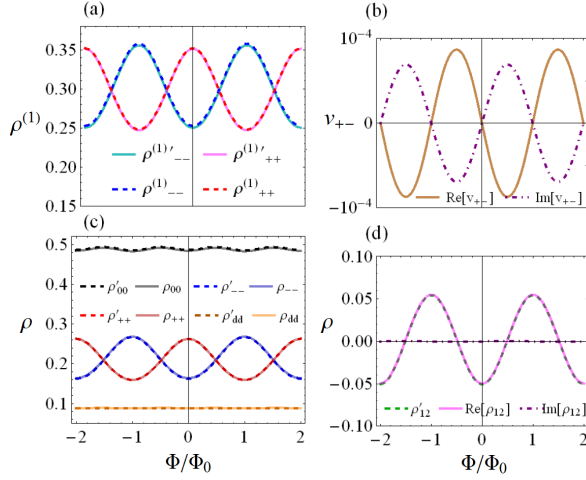 (a)
0.35
0.30
0.25
0.20
0.15
ρ⁽¹⁾
ρ⁽¹⁾′₋₋ ρ⁽¹⁾′₊₊
ρ⁽¹⁾₋₋ ρ⁽¹⁾₊₊
(b)
10⁻⁴
0
-10⁻⁴
v₊₋
Re[v₊₋] Im[v₊₋]
(c)
0.5
0.4
0.3
0.2
0.1
ρ
ρ′₀₀ ρ₀₀ ρ′₋₋ ρ₋₋
ρ′₊₊ ρ₊₊ ρ′dd ρdd
−2 −1 0 1 2
Φ/Φ₀
(d)
0.10
0.05
0.00
-0.05
-0.10
ρ
ρ′₁₂ Re[ρ₁₂] Im[ρ₁₂]
−2 −1 0 1 2
Φ/Φ₀